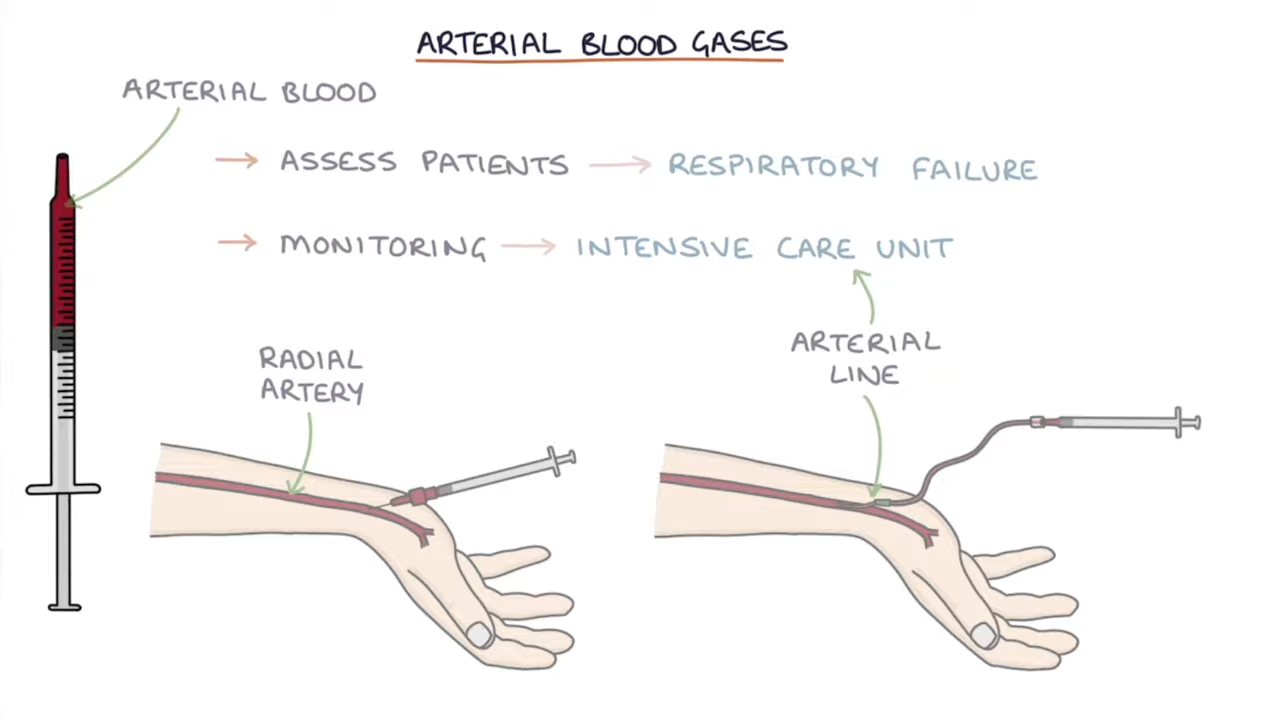 ARTERIAL BLOOD GASES
ARTERIAL BLOOD
→ ASSESS PATIENTS → RESPIRATORY FAILURE
→ MONITORING → INTENSIVE CARE UNIT
RADIAL
ARTERY
ARTERIAL
LINE